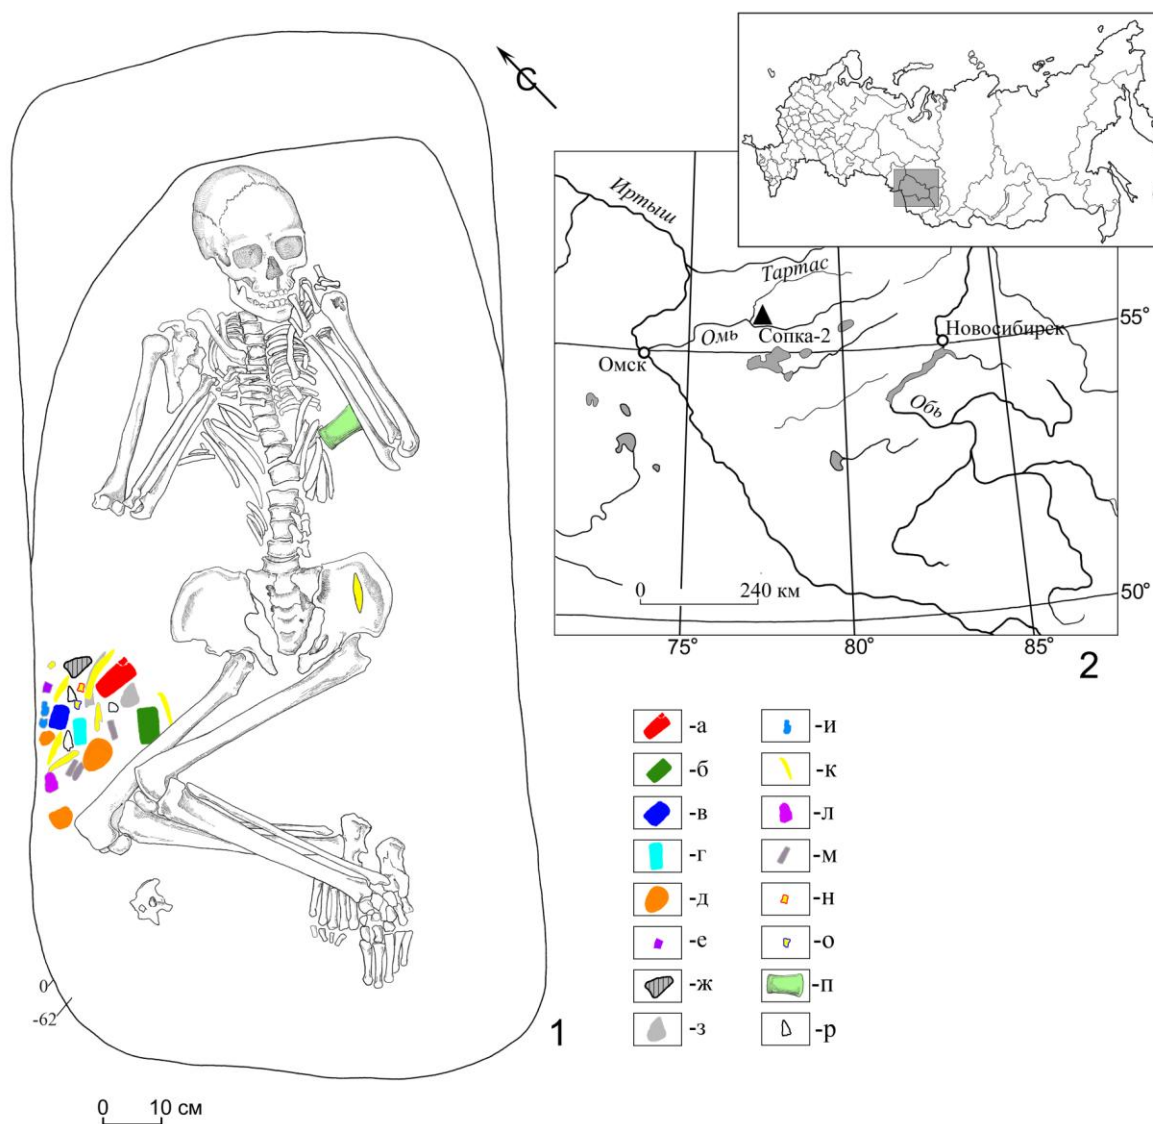 С
Иртыш
Тартас
55°
Омь
Сопка-2
Новосибирск
Омск
Обь
0 240 км
50°
75° 80° 85°
2
-а -и
-б -к
-в -л
-г -м
-д -н
-е -о
-ж -п
-з -р
0
-62
1
0 10 см